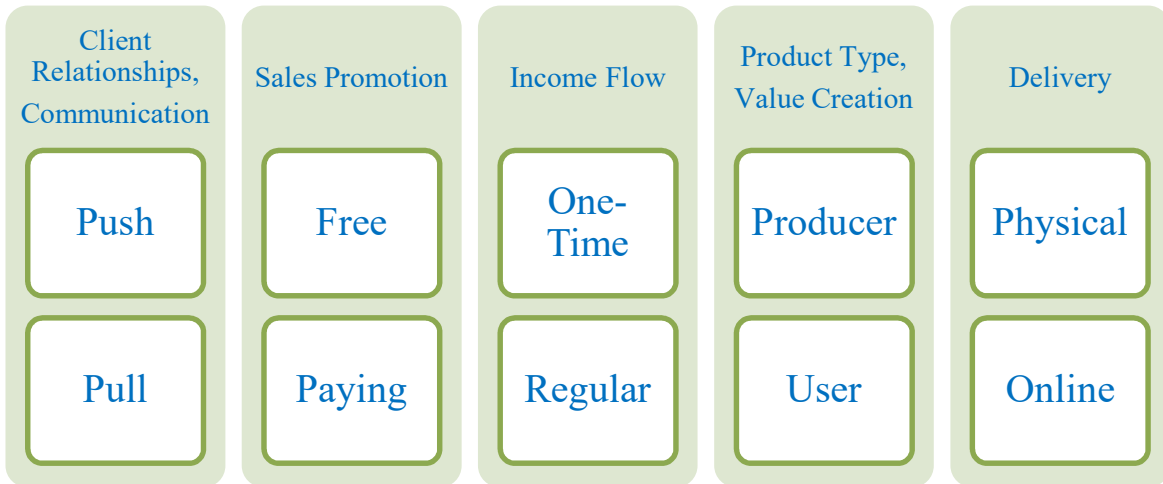 Client
Relationships,
Communication
Sales Promotion
Income Flow
Product Type,
Value Creation
Delivery
Push
Free
One-
Time
Producer
Physical
Pull
Paying
Regular
User
Online